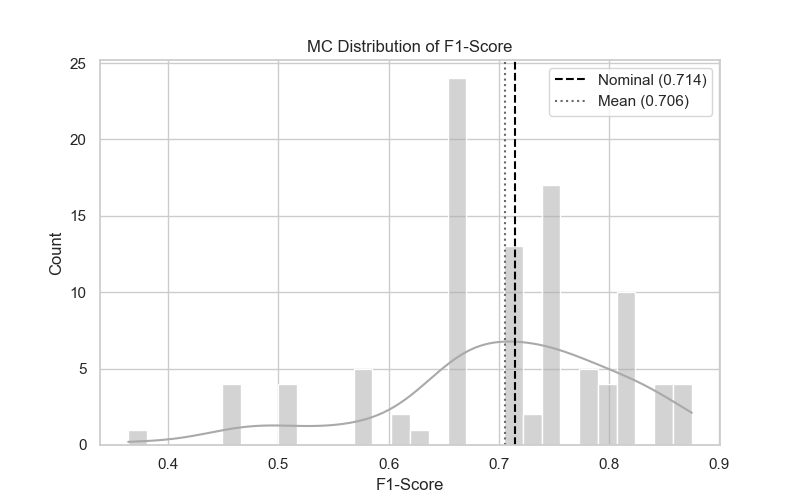 MC Distribution of F1-Score
Nominal (0.714)
Mean (0.706)
Count
25
20
15
10
5
0
0.4 0.5 0.6 0.7 0.8 0.9
F1-Score